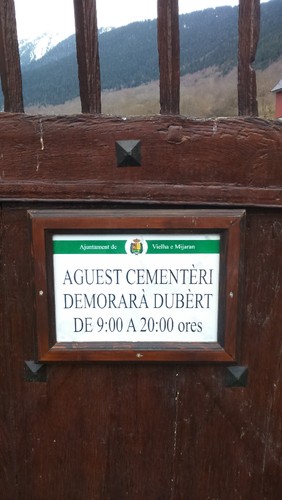 Ajuntament de Vielha e Mijaran
AGUEST CEMENTÈRI
DEMORARÀ DUBÈRT
DE 9:00 A 20:00 ores